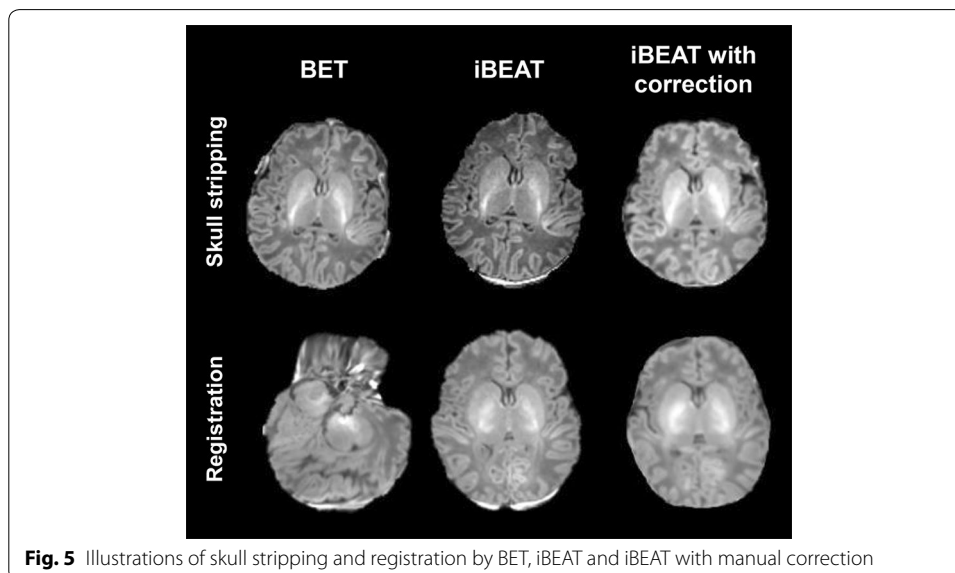 BET
iBEAT
iBEAT with
correction
Skull stripping
Registration
Fig. 5 Illustrations of skull stripping and registration by BET, iBEAT and iBEAT with manual correction